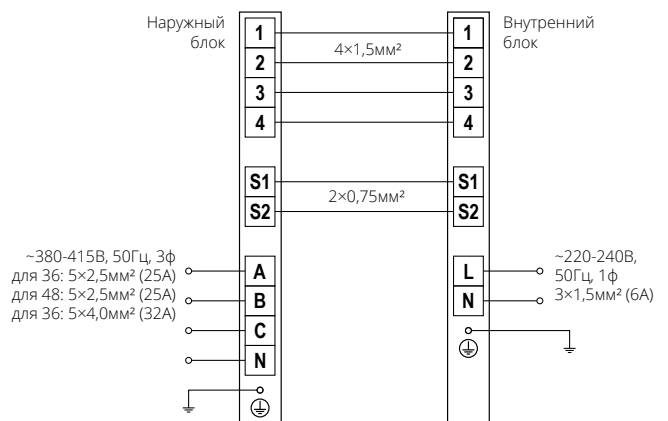 Наружный
блок
Внутренний
блок
1
2
3
4
S1
S2
A
B
C
N
4×1,5мм²
2×0,75мм²
1
2
3
4
S1
S2
L
N
~380-415В, 50Гц, 3ф
для 36: 5×2,5мм² (25А)
для 48: 5×2,5мм² (25А)
для 36: 5×4,0мм² (32А)
~220-240В,
50Гц, 1ф
3×1,5мм² (6А)